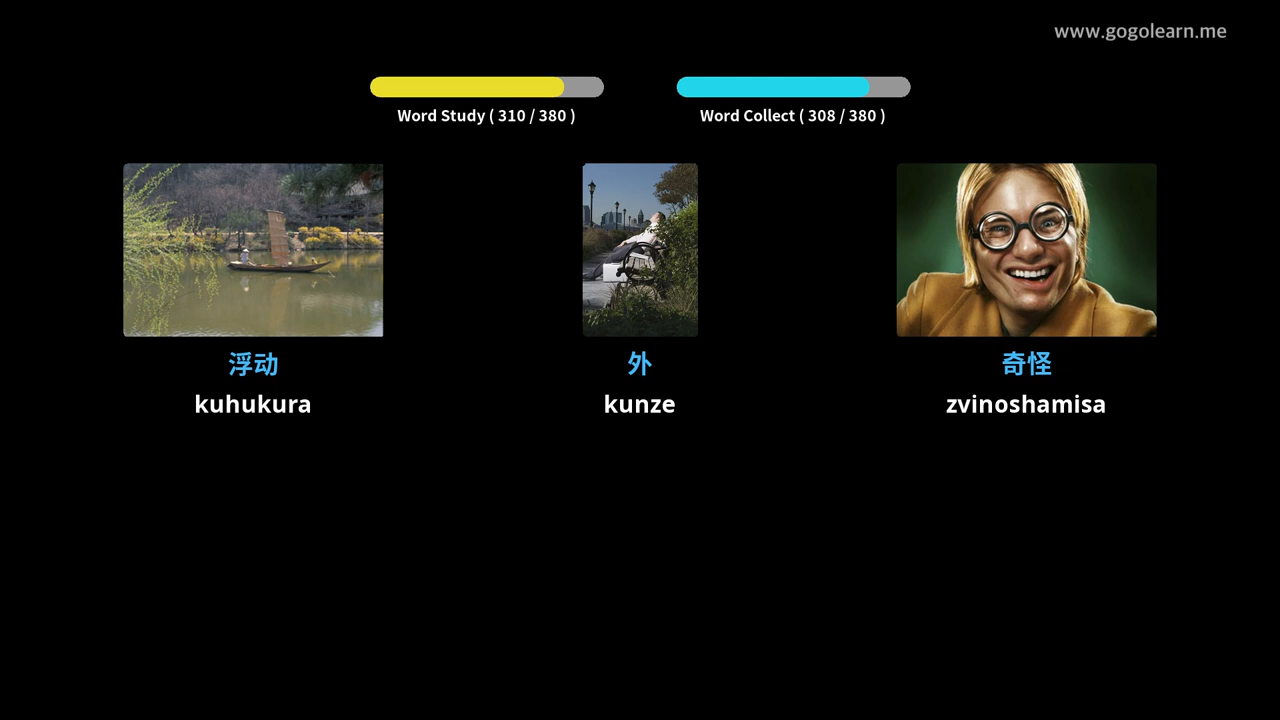 www.gogolearn.me
Word Study ( 310 / 380 )
Word Collect ( 308 / 380 )
浮动
外
奇怪
kuhukura
kunze
zvinoshamisa